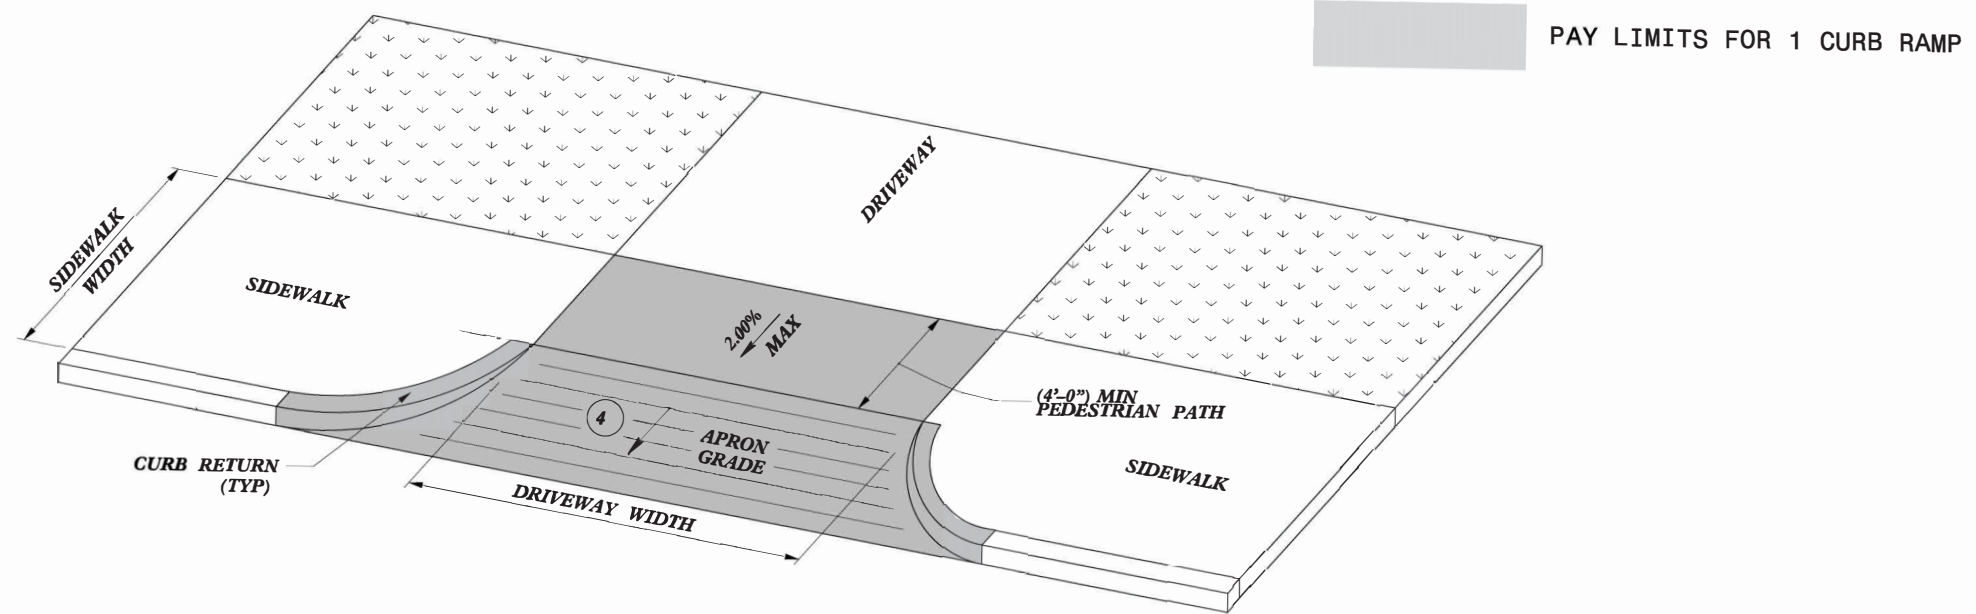 PAY LIMITS FOR 1 CURB RAMP
DRIVEWAY
SIDEWALK
WIDTH
SIDEWALK
2.00%
MAX
(4'-0") MIN
PEDESTRIAN PATH
4
APRON
GRADE
SIDEWALK
CURB RETURN
(TYP)
DRIVEWAY WIDTH